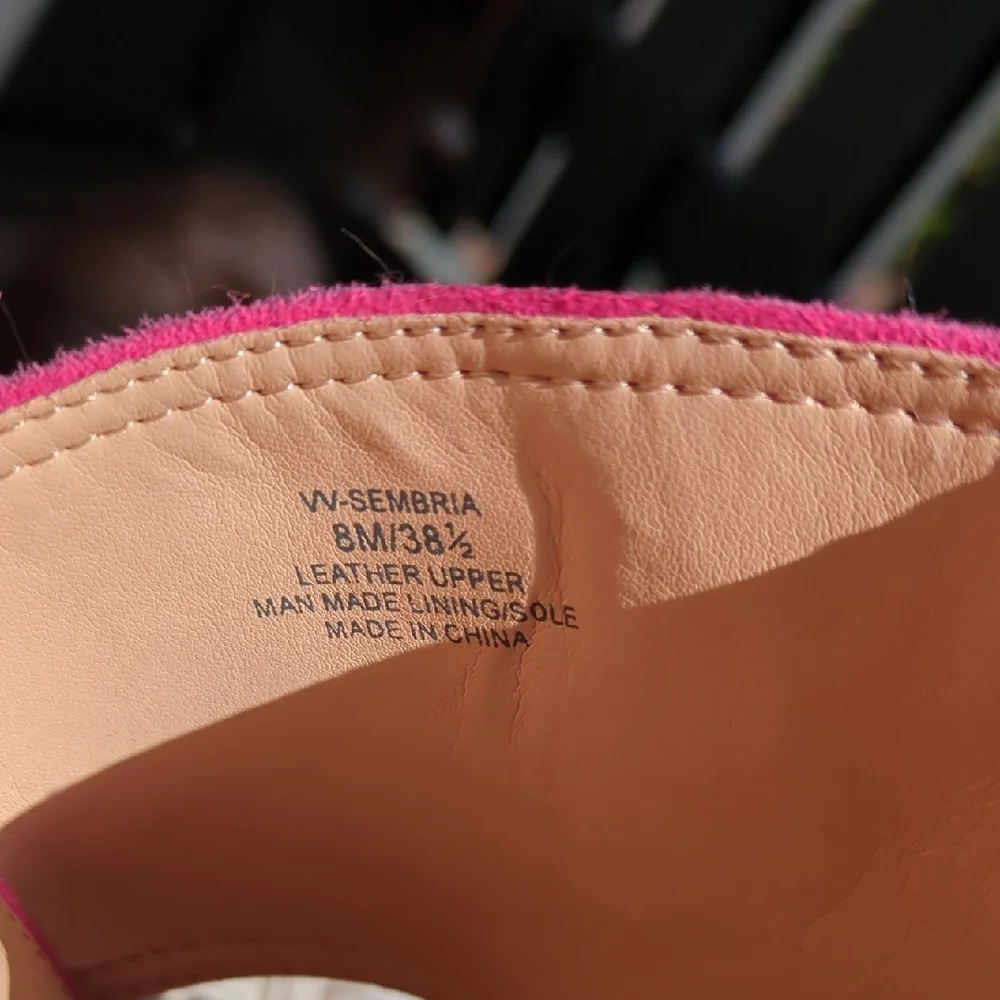 VV-SEMBRIA
8M/38½
LEATHER UPPER
MAN MADE LINING/SOLE
MADE IN CHINA